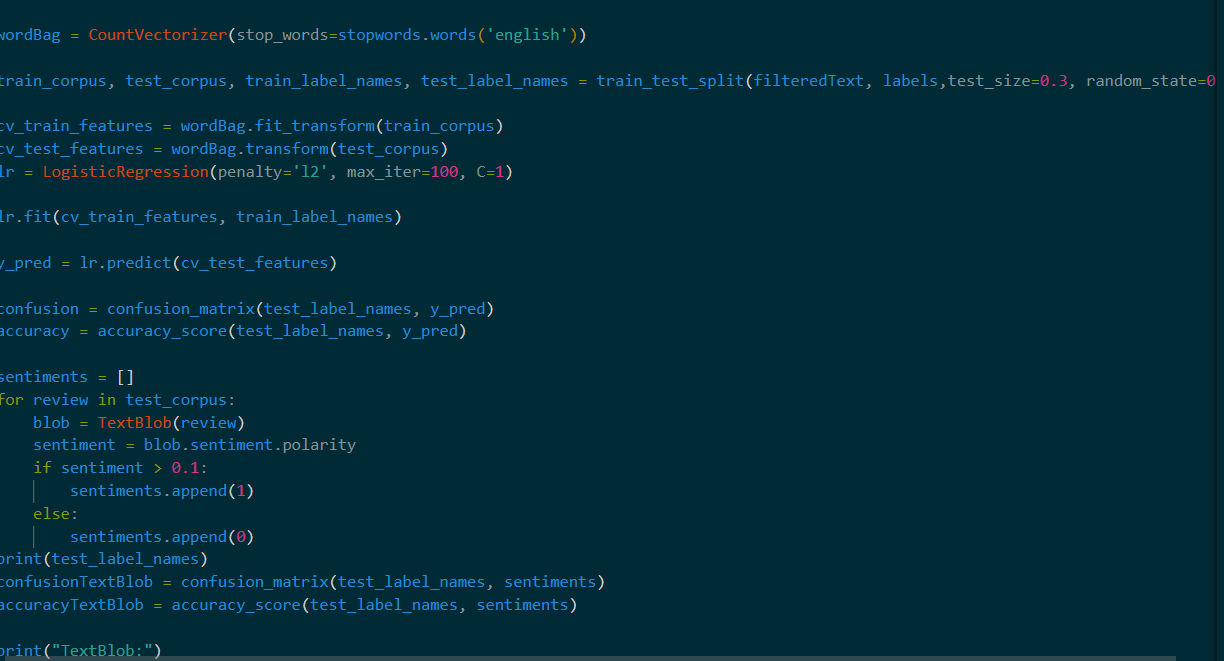 wordBag = CountVectorizer(stop_words=stopwords.words('english'))
train_corpus, test_corpus, train_label_names, test_label_names = train_test_split(filteredText, labels,test_size=0.3, random_state=0
cv_train_features = wordBag.fit_transform(train_corpus)
cv_test_features = wordBag.transform(test_corpus)
lr = LogisticRegression(penalty='l2', max_iter=100, C=1)
lr.fit(cv_train_features, train_label_names)
y_pred = lr.predict(cv_test_features)
confusion = confusion_matrix(test_label_names, y_pred)
accuracy = accuracy_score(test_label_names, y_pred)
sentiments = []
for review in test_corpus:
    blob = TextBlob(review)
    sentiment = blob.sentiment.polarity
    if sentiment > 0.1:
        sentiments.append(1)
    else:
        sentiments.append(0)
print(test_label_names)
confusionTextBlob = confusion_matrix(test_label_names, sentiments)
accuracyTextBlob = accuracy_score(test_label_names, sentiments)
print("TextBlob:")